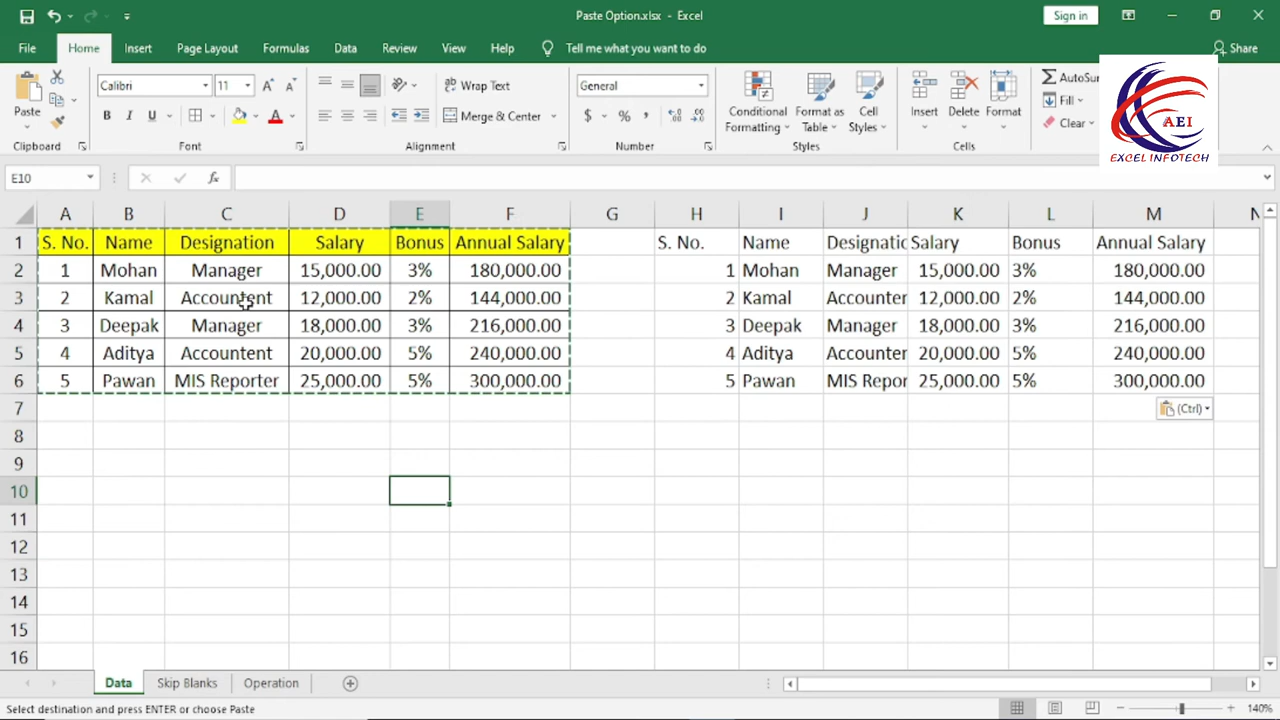 Paste Option.xlsx - Excel
Sign in
File Home Insert Page Layout Formulas Data Review View Help Tell me what you want to do Share
Paste
Calibri 11
Wrap Text
General
Conditional Formatting
Format as Table
Cell Styles
Insert Delete Format
Fill
Clear
B I U
Merge & Center
$ % ,
Clipboard Font Alignment Number Styles Cells
AEI
EXCEL INFOTECH
E10
fx
A B C D E F G H I J K L M N
1 S. No. Name Designation Salary Bonus Annual Salary S. No. Name Designatic Salary Bonus Annual Salary
2 1 Mohan Manager 15,000.00 3% 180,000.00 1 Mohan Manager 15,000.00 3% 180,000.00
3 2 Kamal Accountent 12,000.00 2% 144,000.00 2 Kamal Accounter 12,000.00 2% 144,000.00
4 3 Deepak Manager 18,000.00 3% 216,000.00 3 Deepak Manager 18,000.00 3% 216,000.00
5 4 Aditya Accountent 20,000.00 5% 240,000.00 4 Aditya Accounter 20,000.00 5% 240,000.00
6 5 Pawan MIS Reporter 25,000.00 5% 300,000.00 5 Pawan MIS Repor 25,000.00 5% 300,000.00
7 (Ctrl)
8
9
10
11
12
13
14
15
16
Data Skip Blanks Operation
Select destination and press ENTER or choose Paste
140%